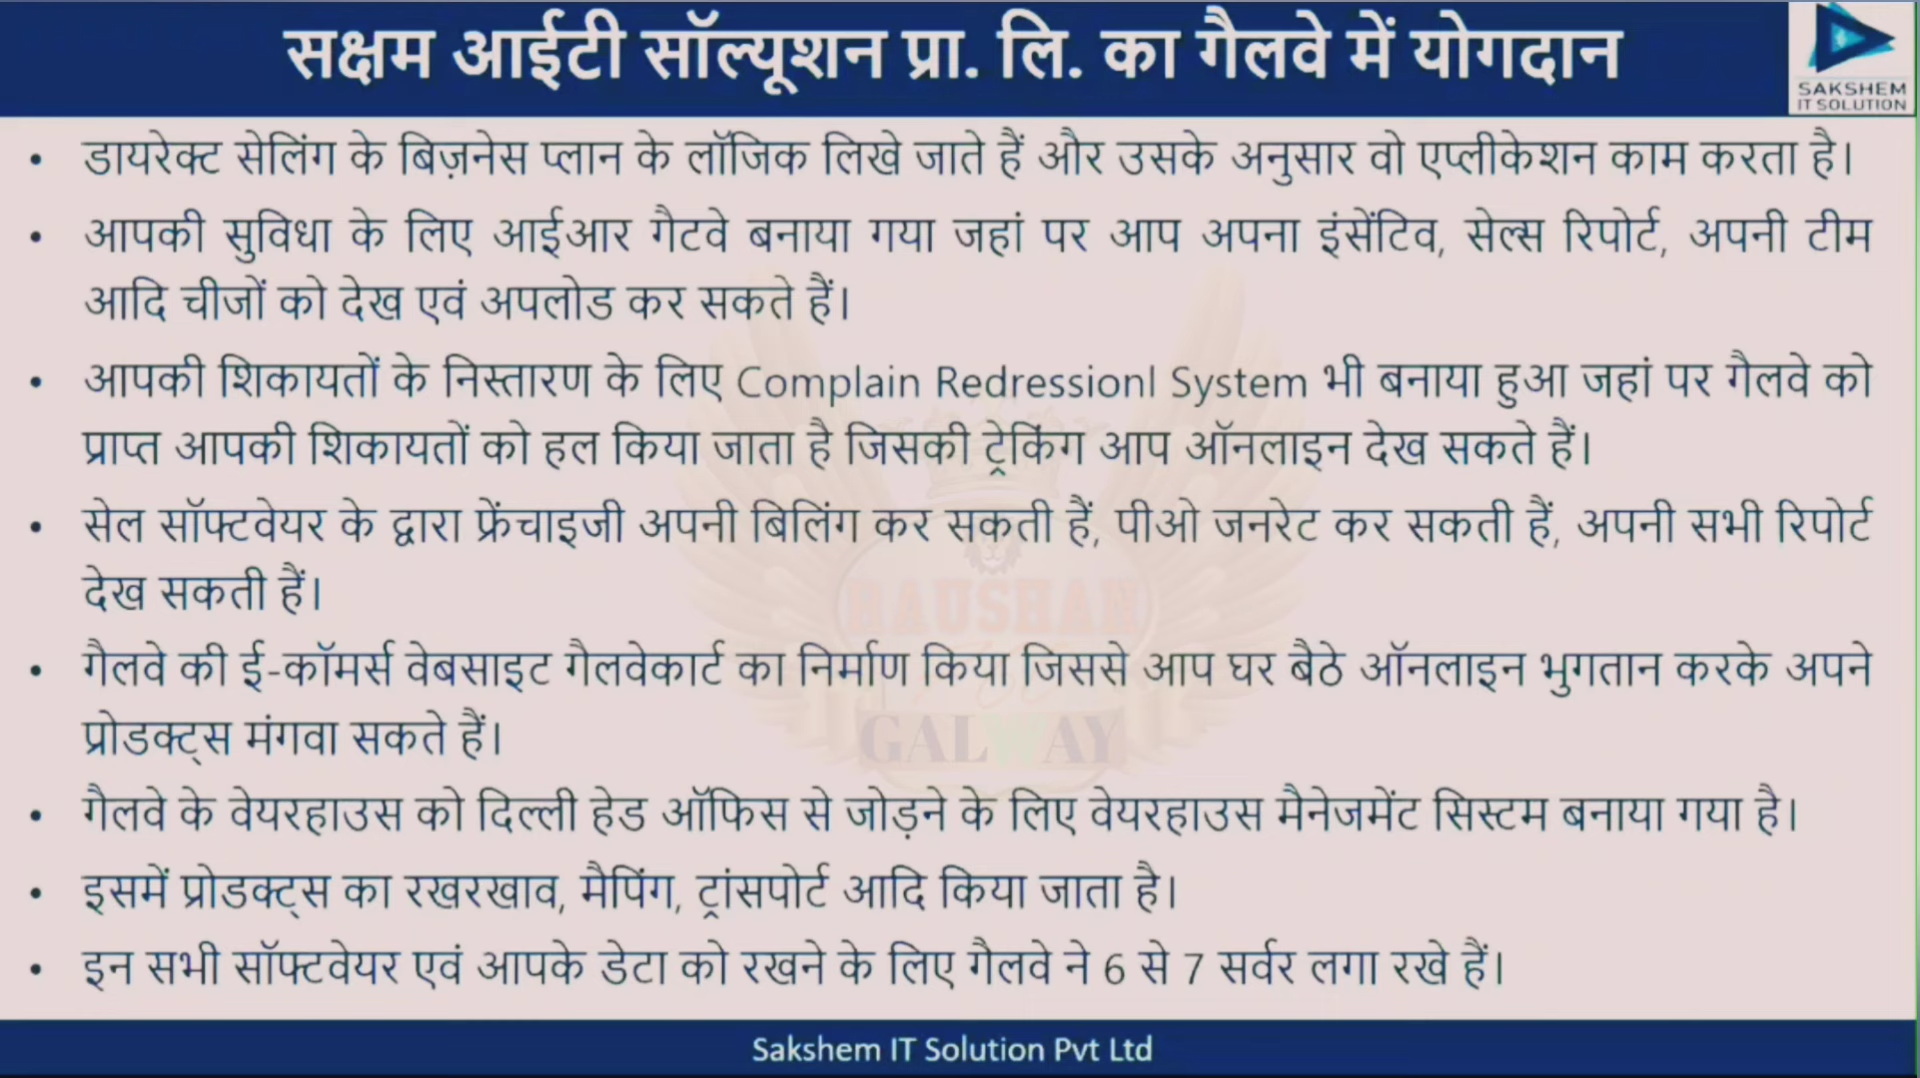 सक्षम आईटी सॉल्यूशन प्रा. लि. का गैलवे में योगदान
SAKSHEM
IT SOLUTION
• डायरेक्ट सेलिंग के बिज़नेस प्लान के लॉजिक लिखे जाते हैं और उसके अनुसार वो एप्लीकेशन काम करता है।
• आपकी सुविधा के लिए आईआर गैटवे बनाया गया जहां पर आप अपना इंसेंटिव, सेल्स रिपोर्ट, अपनी टीम
आदि चीजों को देख एवं अपलोड कर सकते हैं।
• आपकी शिकायतों के निस्तारण के लिए Complain Redressionl System भी बनाया हुआ जहां पर गैलवे को
प्राप्त आपकी शिकायतों को हल किया जाता है जिसकी ट्रेकिंग आप ऑनलाइन देख सकते हैं।
• सेल सॉफ्टवेयर के द्वारा फ्रेंचाइजी अपनी बिलिंग कर सकती हैं, पीओ जनरेट कर सकती हैं, अपनी सभी रिपोर्ट
देख सकती हैं।
RAUSHAN
• गैलवे की ई-कॉमर्स वेबसाइट गैलवेकार्ट का निर्माण किया जिससे आप घर बैठे ऑनलाइन भुगतान करके अपने
प्रोडक्ट्स मंगवा सकते हैं।
GALWAY
• गैलवे के वेयरहाउस को दिल्ली हेड ऑफिस से जोड़ने के लिए वेयरहाउस मैनेजमेंट सिस्टम बनाया गया है।
• इसमें प्रोडक्ट्स का रखरखाव, मैपिंग, ट्रांसपोर्ट आदि किया जाता है।
• इन सभी सॉफ्टवेयर एवं आपके डेटा को रखने के लिए गैलवे ने 6 से 7 सर्वर लगा रखे हैं।
Sakshem IT Solution Pvt Ltd